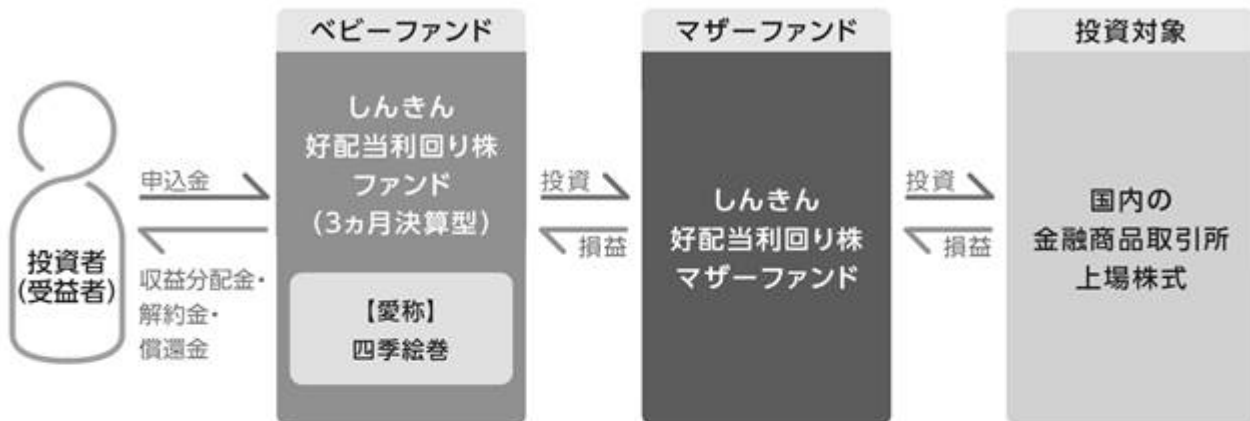 ベビーファンド
マザーファンド
投資対象
投資者
(受益者)
申込金
収益分配金・
解約金・
償還金
しんきん
好配当利回り株
ファンド
(3ヵ月決算型)
【愛称】
四季絵巻
投資
損益
しんきん
好配当利回り株
マザーファンド
投資
損益
国内の
金融商品取引所
上場株式